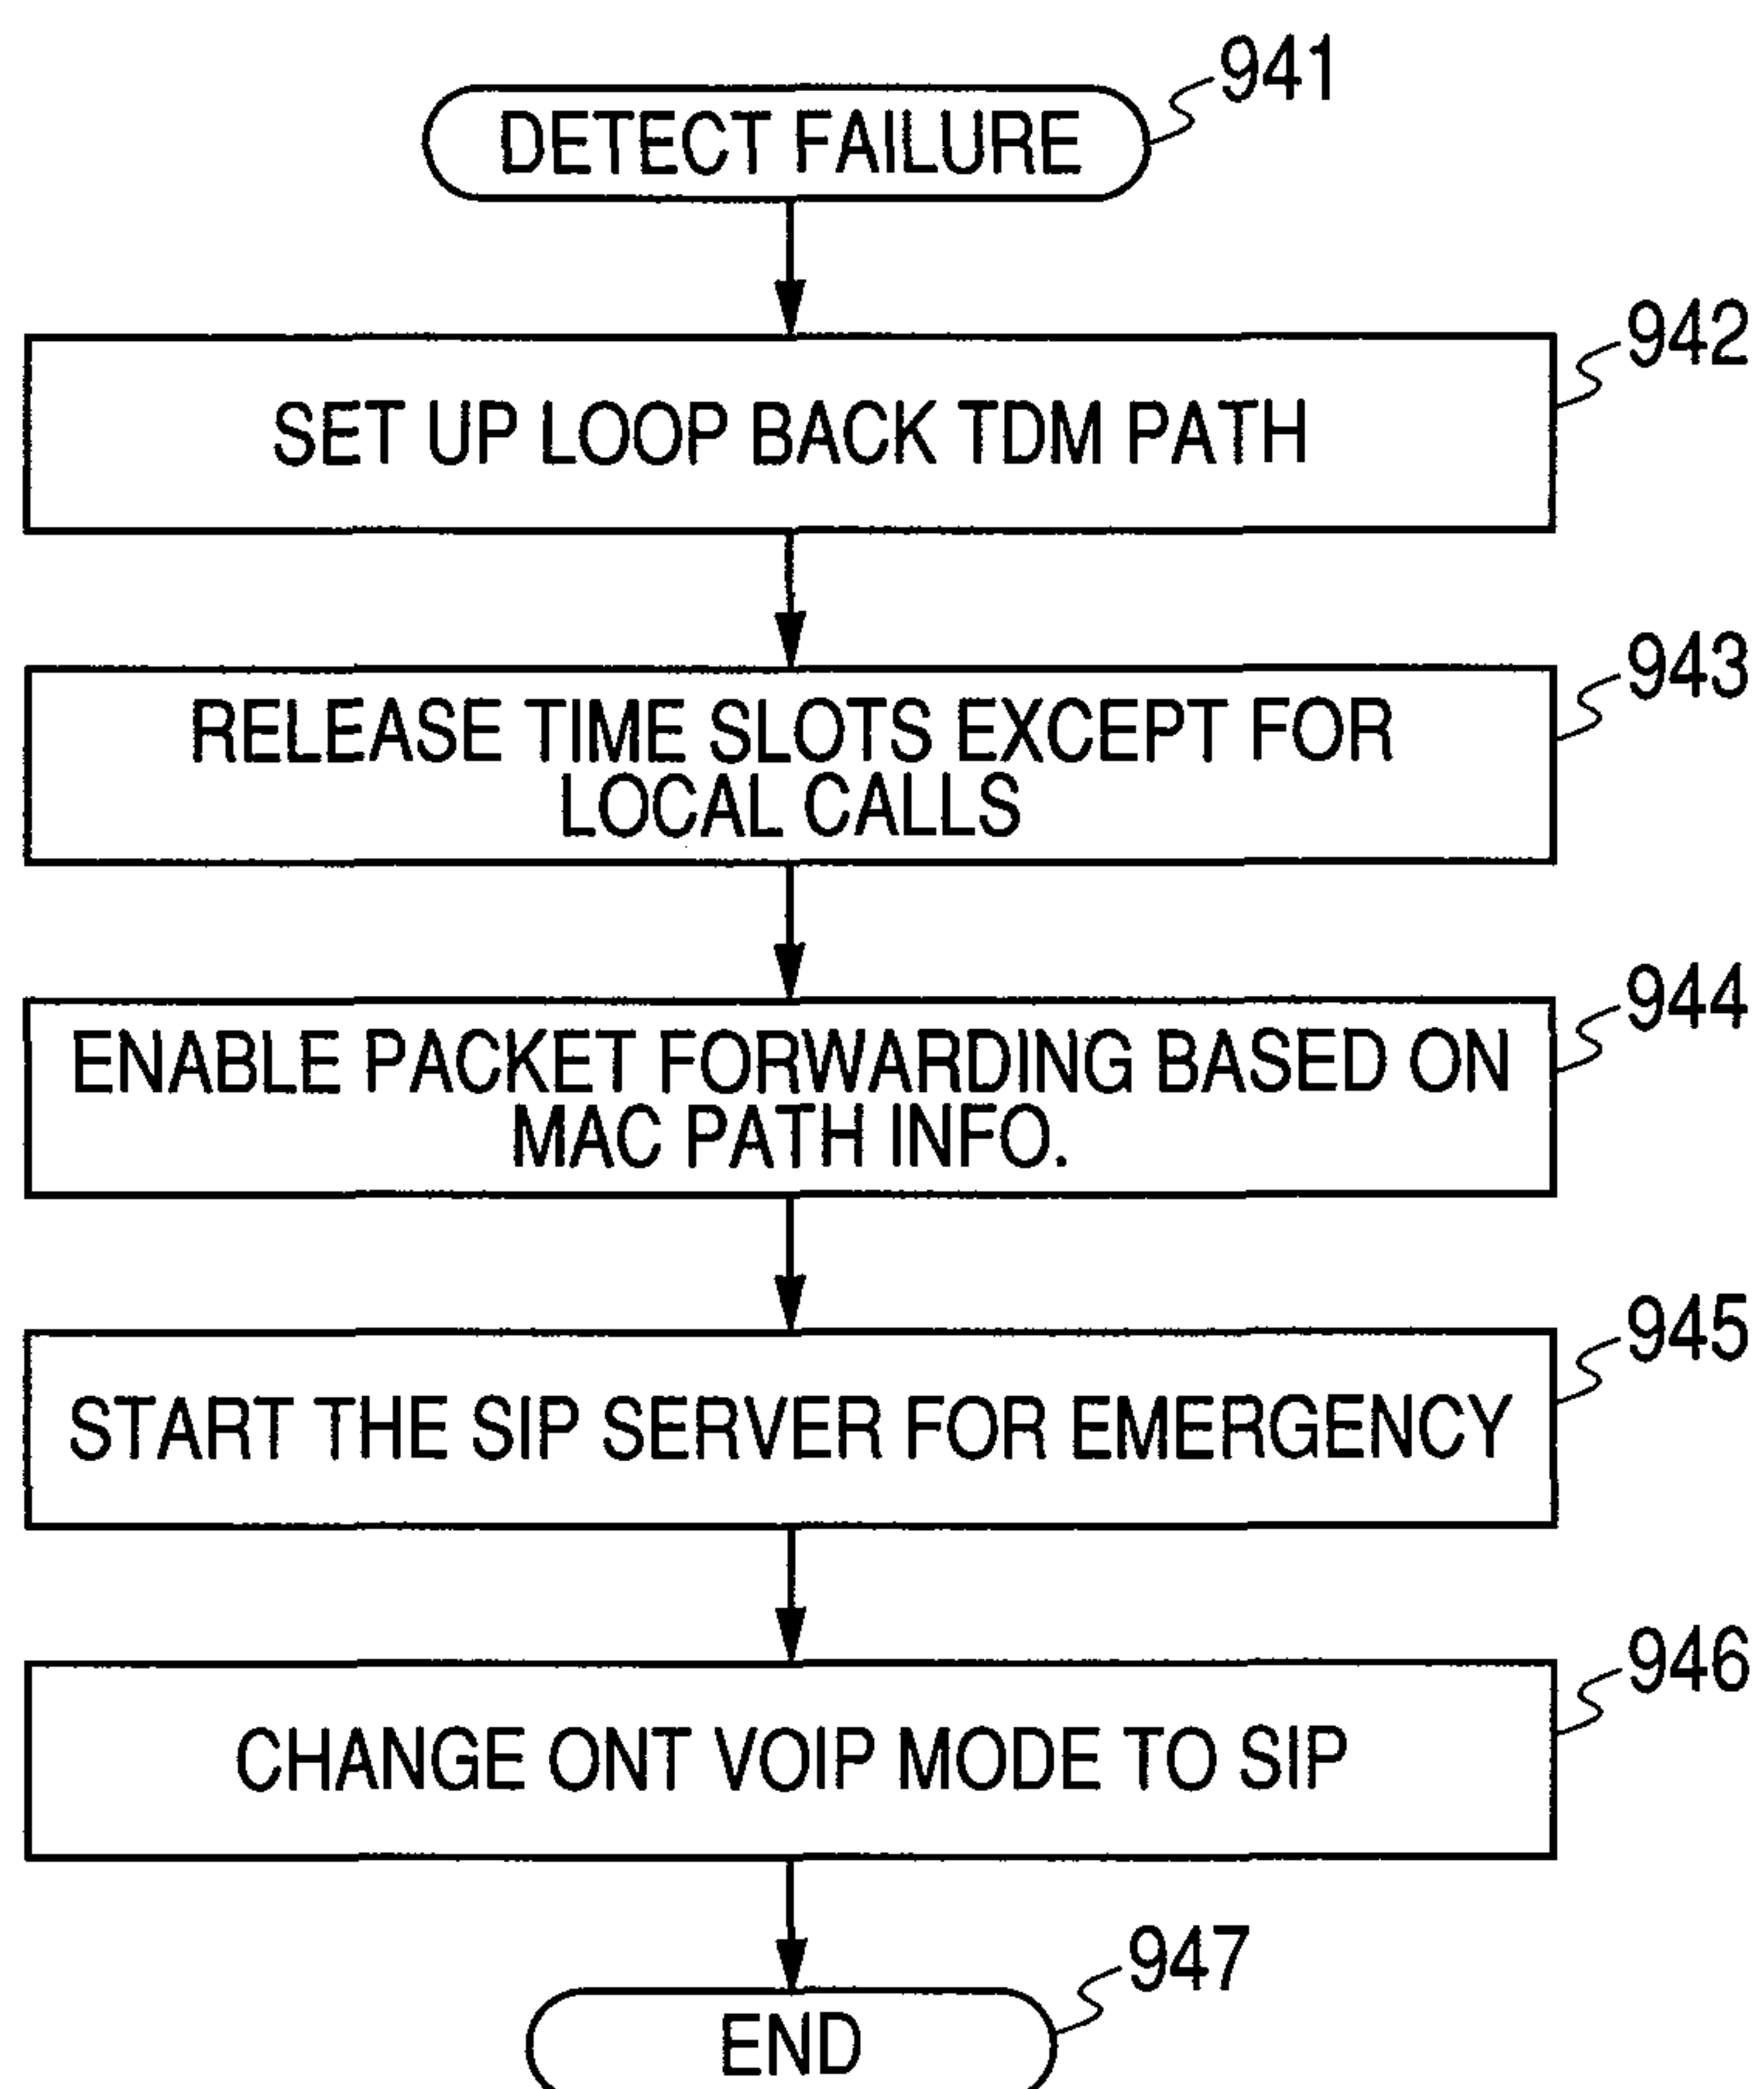 941
DETECT FAILURE
942
SET UP LOOP BACK TDM PATH
943
RELEASE TIME SLOTS EXCEPT FOR
LOCAL CALLS
944
ENABLE PACKET FORWARDING BASED ON
MAC PATH INFO.
945
START THE SIP SERVER FOR EMERGENCY
946
CHANGE ONT VOIP MODE TO SIP
947
END